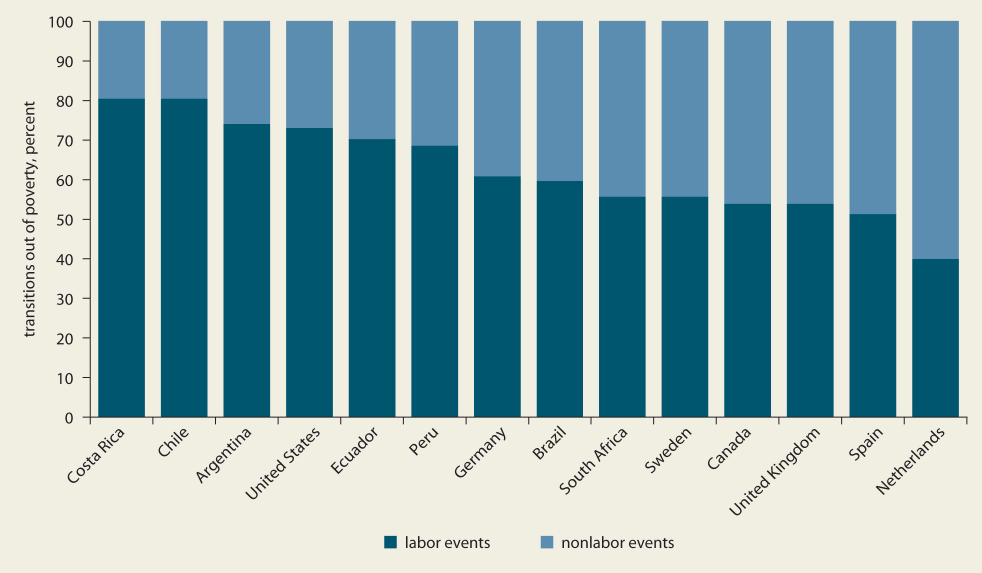 transitions out of poverty, percent
100
90
80
70
60
50
40
30
20
10
0
Costa Rica
Chile
Argentina
United States
Ecuador
Peru
Germany
Brazil
South Africa
Sweden
Canada
United Kingdom
Spain
Netherlands
labor events
nonlabor events